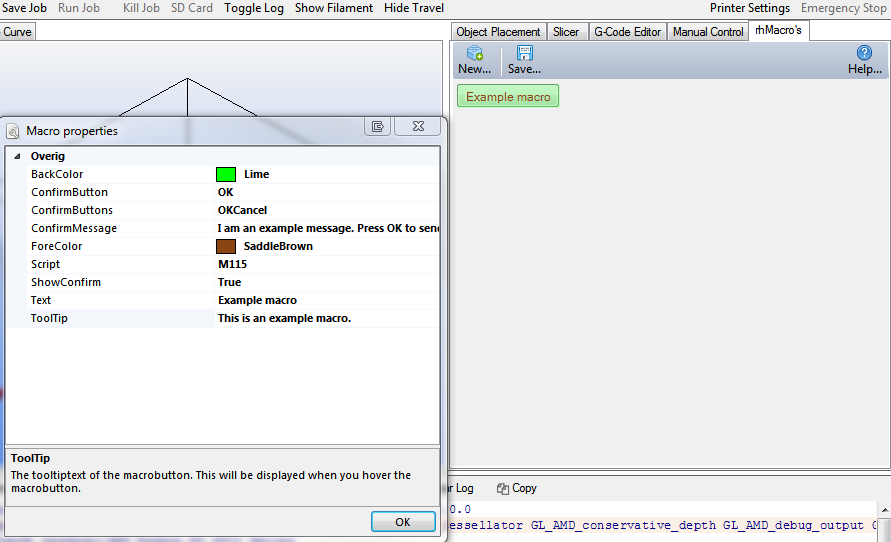 Save Job Run Job Kill Job SD Card Toggle Log Show Filament Hide Travel Printer Settings Emergency Stop
Curve
Object Placement Slicer G-Code Editor Manual Control rhMacro's
New... Save... Help...
Example macro
Macro properties
Overig
BackColor Lime
ConfirmButton OK
ConfirmButtons OKCancel
ConfirmMessage I am an example message. Press OK to send
ForeColor SaddleBrown
Script M115
ShowConfirm True
Text Example macro
ToolTip This is an example macro.
ToolTip
The tooltiptext of the macrobutton. This will be displayed when you hover the
macrobutton.
OK
ar Log Copy
0.0
essellator GL_AMD_conservative_depth GL_AMD_debug_output